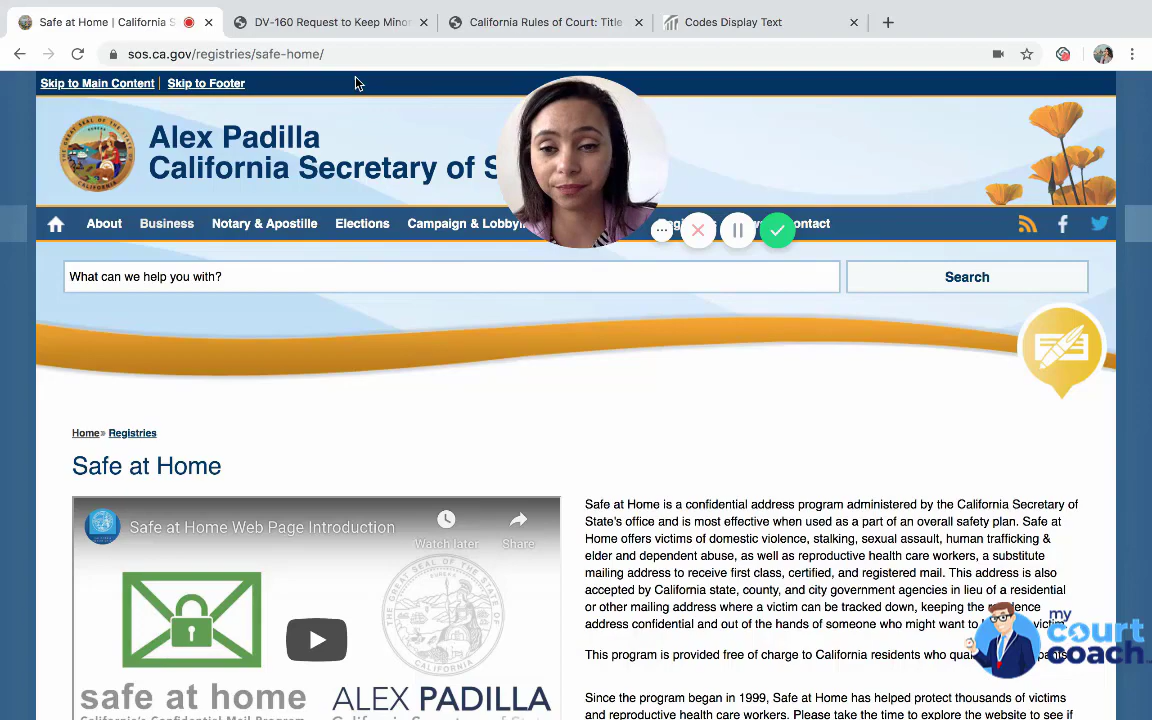 Safe at Home | California S
DV-160 Request to Keep Minor
California Rules of Court: Title
Codes Display Text
sos.ca.gov/registries/safe-home/
Skip to Main Content
Skip to Footer
Alex Padilla
California Secretary of S
About
Business
Notary & Apostille
Elections
Campaign & Lobbyin
ontact
What can we help you with?
Search
Home» Registries
Safe at Home
Safe at Home Web Page Introduction
Watch later
Share
safe at home
ALEX PADILLA
California's Confidential Mail Program
California Secretary of State
Safe at Home is a confidential address program administered by the California Secretary of
State's office and is most effective when used as a part of an overall safety plan. Safe at
Home offers victims of domestic violence, stalking, sexual assault, human trafficking &
elder and dependent abuse, as well as reproductive health care workers, a substitute
mailing address to receive first class, certified, and registered mail. This address is also
accepted by California state, county, and city government agencies in lieu of a residential
or other mailing address where a victim can be tracked down, keeping the
address confidential and out of the hands of someone who might want to
This program is provided free of charge to California residents who
Since the program began in 1999, Safe at Home has helped protect thousands of victims
and reproductive health care workers. Please take the time to explore the website to see if
my
court
coach